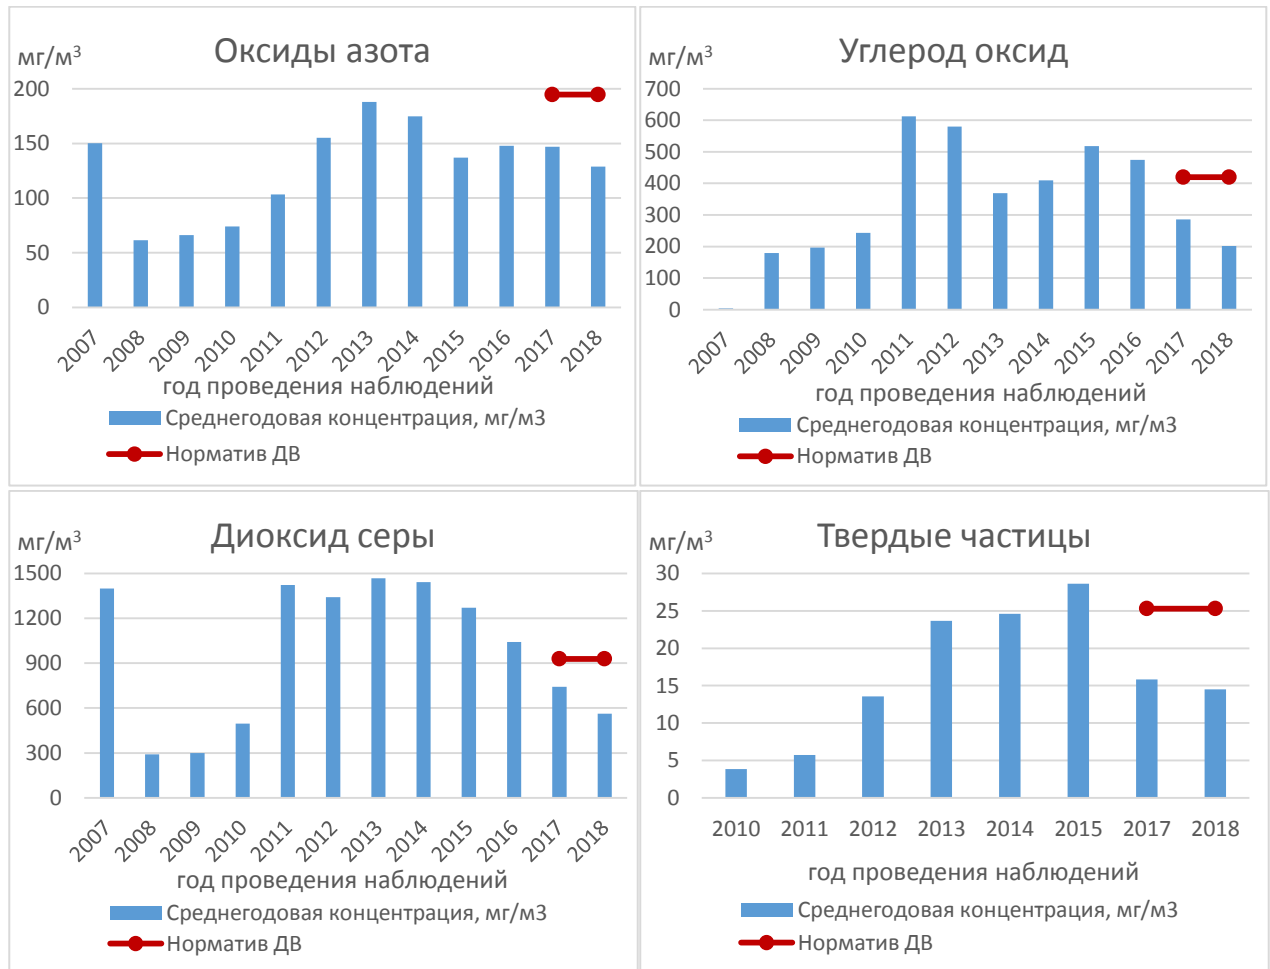 Оксиды азота
мг/м³
200
150
100
50
0
2007 2008 2009 2010 2011 2012 2013 2014 2015 2016 2017 2018
год проведения наблюдений
Среднегодовая концентрация, мг/м3
Норматив ДВ
Углерод оксид
мг/м³
700
600
500
400
300
200
100
0
2007 2008 2009 2010 2011 2012 2013 2014 2015 2016 2017 2018
год проведения наблюдений
Среднегодовая концентрация, мг/м3
Норматив ДВ
Диоксид серы
мг/м³
1500
1200
900
600
300
0
2007 2008 2009 2010 2011 2012 2013 2014 2015 2016 2017 2018
год проведения наблюдений
Среднегодовая концентрация, мг/м3
Норматив ДВ
Твердые частицы
мг/м³
30
25
20
15
10
5
0
2010 2011 2012 2013 2014 2015 2017 2018
год проведения наблюдений
Среднегодовая концентрация, мг/м3
Норматив ДВ